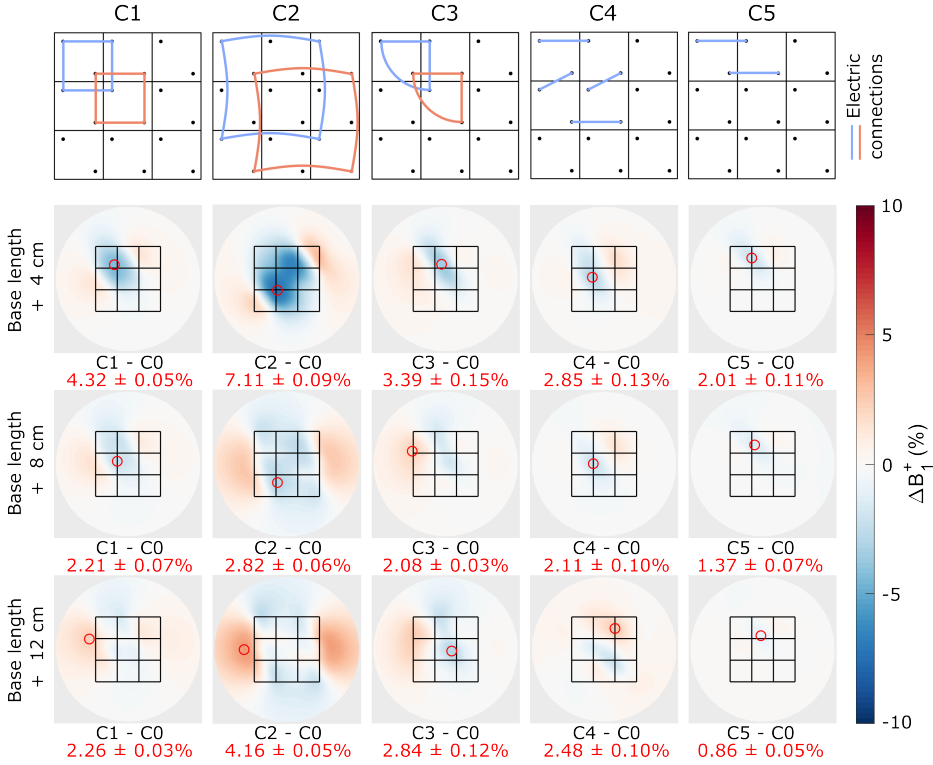 C1 C2 C3 C4 C5
Electric
connections
Base length
+ 4 cm
C1 - C0 C2 - C0 C3 - C0 C4 - C0 C5 - C0
4.32 ± 0.05% 7.11 ± 0.09% 3.39 ± 0.15% 2.85 ± 0.13% 2.01 ± 0.11%
Base length
+ 8 cm
C1 - C0 C2 - C0 C3 - C0 C4 - C0 C5 - C0
2.21 ± 0.07% 2.82 ± 0.06% 2.08 ± 0.03% 2.11 ± 0.10% 1.37 ± 0.07%
Base length
+ 12 cm
C1 - C0 C2 - C0 C3 - C0 C4 - C0 C5 - C0
2.26 ± 0.03% 4.16 ± 0.05% 2.84 ± 0.12% 2.48 ± 0.10% 0.86 ± 0.05%
10
5
0
-5
-10
ΔB₁⁺ (%)